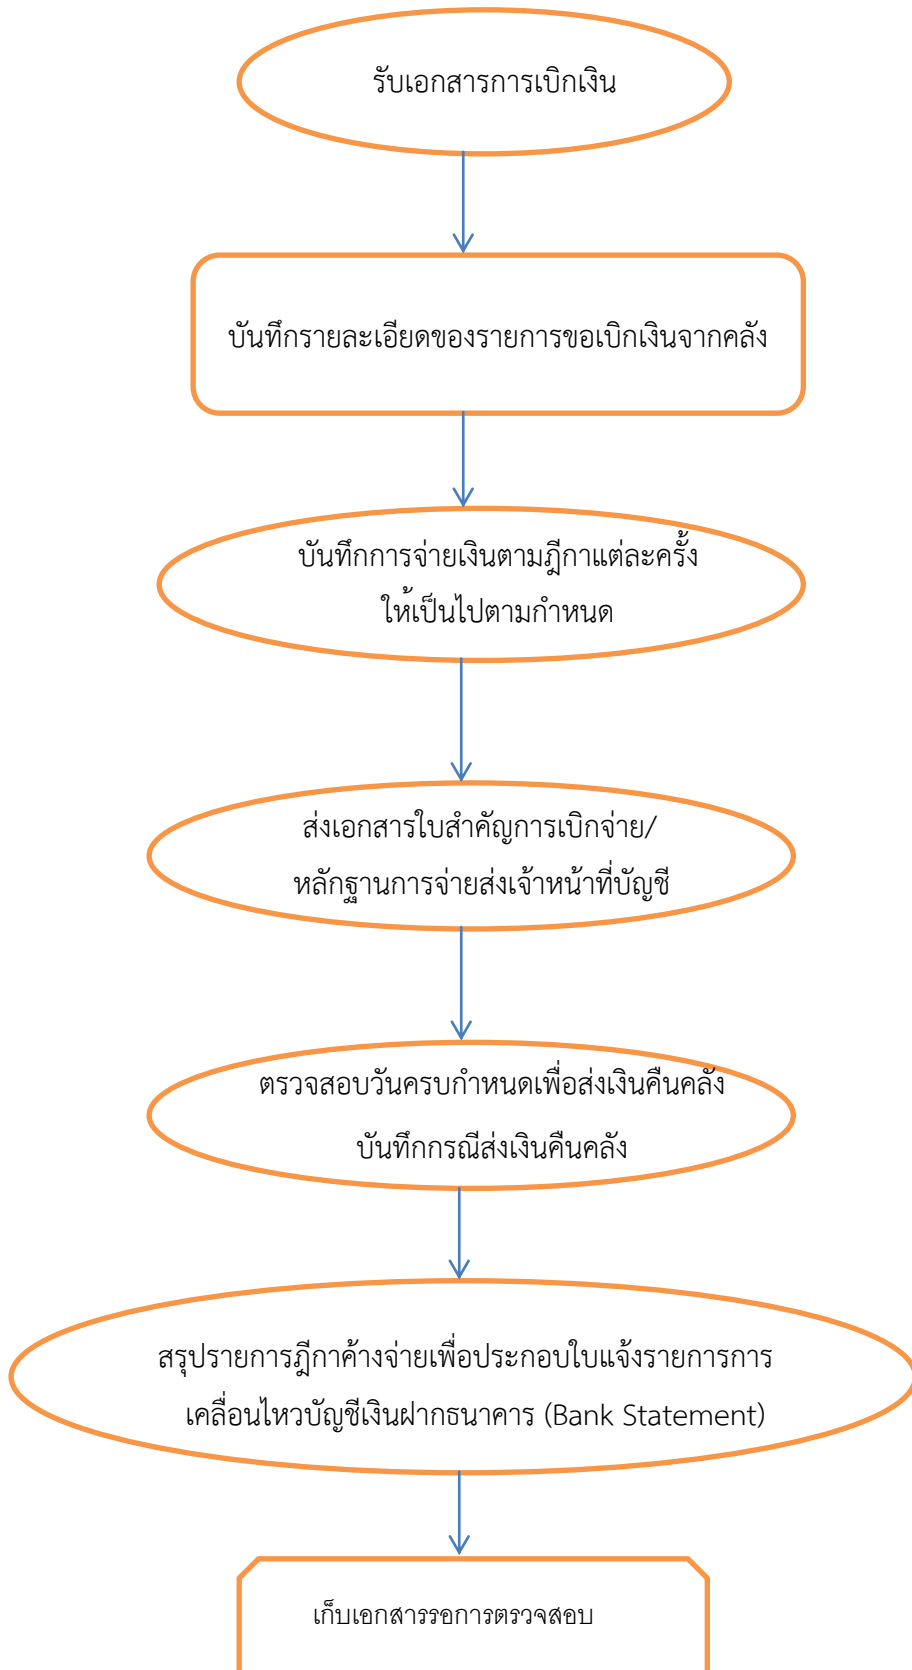 รับเอกสารการเบิกเงิน
บันทึกรายละเอียดของรายการขอเบิกเงินจากคลัง
บันทึกการจ่ายเงินตามฎีกาแต่ละครั้ง
ให้เป็นไปตามกำหนด
ส่งเอกสารใบสำคัญการเบิกจ่าย/
หลักฐานการจ่ายส่งเจ้าหน้าที่บัญชี
ตรวจสอบวันครบกำหนดเพื่อส่งเงินคืนคลัง
บันทึกกรณีส่งเงินคืนคลัง
สรุปรายการฎีกาค้างจ่ายเพื่อประกอบใบแจ้งรายการการ
เคลื่อนไหวบัญชีเงินฝากธนาคาร (Bank Statement)
เก็บเอกสารรอการตรวจสอบ